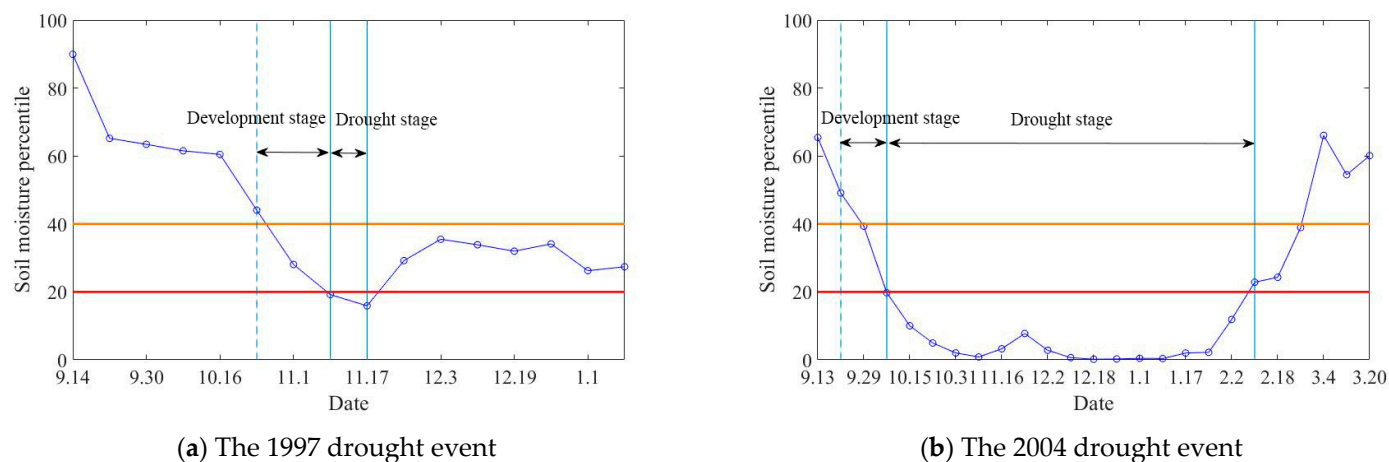 Soil moisture percentile
100
80
60
40
20
0
Development stage
Drought stage
9.14 9.30 10.16 11.1 11.17 12.3 12.19 1.1
Date
(a) The 1997 drought event
Soil moisture percentile
100
80
60
40
20
0
Development stage
Drought stage
9.13 9.29 10.15 10.31 11.16 12.2 12.18 1.1 1.17 2.2 2.18 3.4 3.20
Date
(b) The 2004 drought event